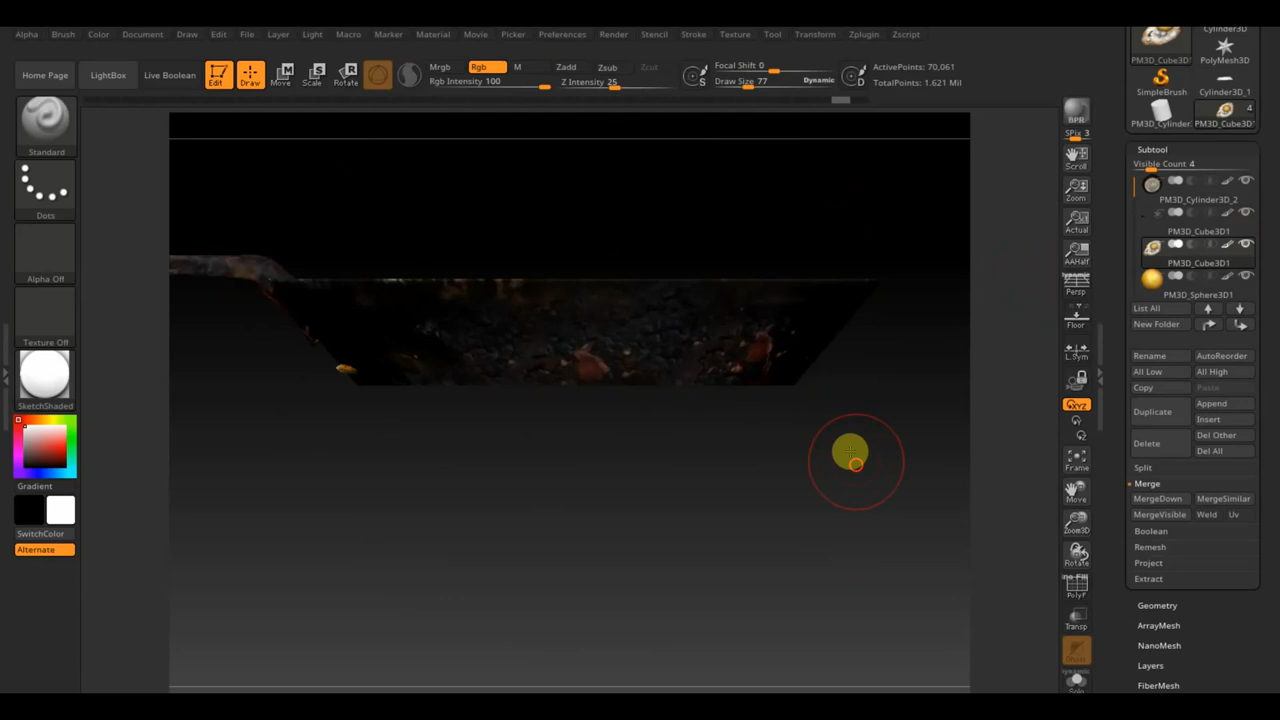 Alpha Brush Color Document Draw Edit File Layer Light Macro Marker Material Movie Picker Preferences Render Stencil Stroke Texture Tool Transform Zplugin Zscript
Home Page LightBox Live Boolean Edit Draw Move Scale Rotate
Mrgb Rgb M Zadd Zsub Zcut
Rgb Intensity 100 Z Intensity 25
Focal Shift 0
Draw Size 77 Dynamic
ActivePoints: 70,061
TotalPoints: 1.621 Mil
Standard
Dots
Alpha Off
Texture Off
SketchShaded
Gradient
SwitchColor
Alternate
BPR
SPix 3
Scroll
Zoom
Actual
AAHalf
Persp
Floor
L.Sym
XYZ
Frame
Move
Zoom3D
Rotate
PolyF
Transp
Solo
Cylinder3D
PM3D_Cube3D1 PolyMesh3D
SimpleBrush Cylinder3D_1
4
PM3D_Cylinder PM3D_Cube3D1
Subtool
Visible Count 4
PM3D_Cylinder3D_2
PM3D_Cube3D1
PM3D_Cube3D1
PM3D_Sphere3D1
List All
New Folder
Rename AutoReorder
All Low All High
Copy Paste
Duplicate Append
Insert
Delete Del Other
Del All
Split
Merge
MergeDown MergeSimilar
MergeVisible Weld Uv
Boolean
Remesh
Project
Extract
Geometry
ArrayMesh
NanoMesh
Layers
FiberMesh